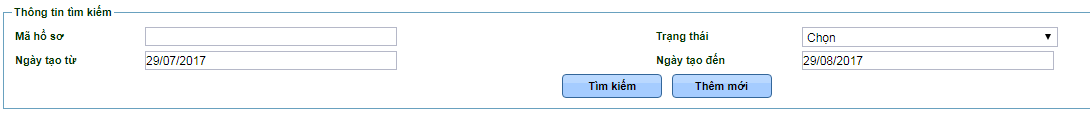 Thông tin tìm kiếm
Mã hồ sơ Trạng thái Chọn
Ngày tạo từ 29/07/2017 Ngày tạo đến 29/08/2017
Tìm kiếm Thêm mới